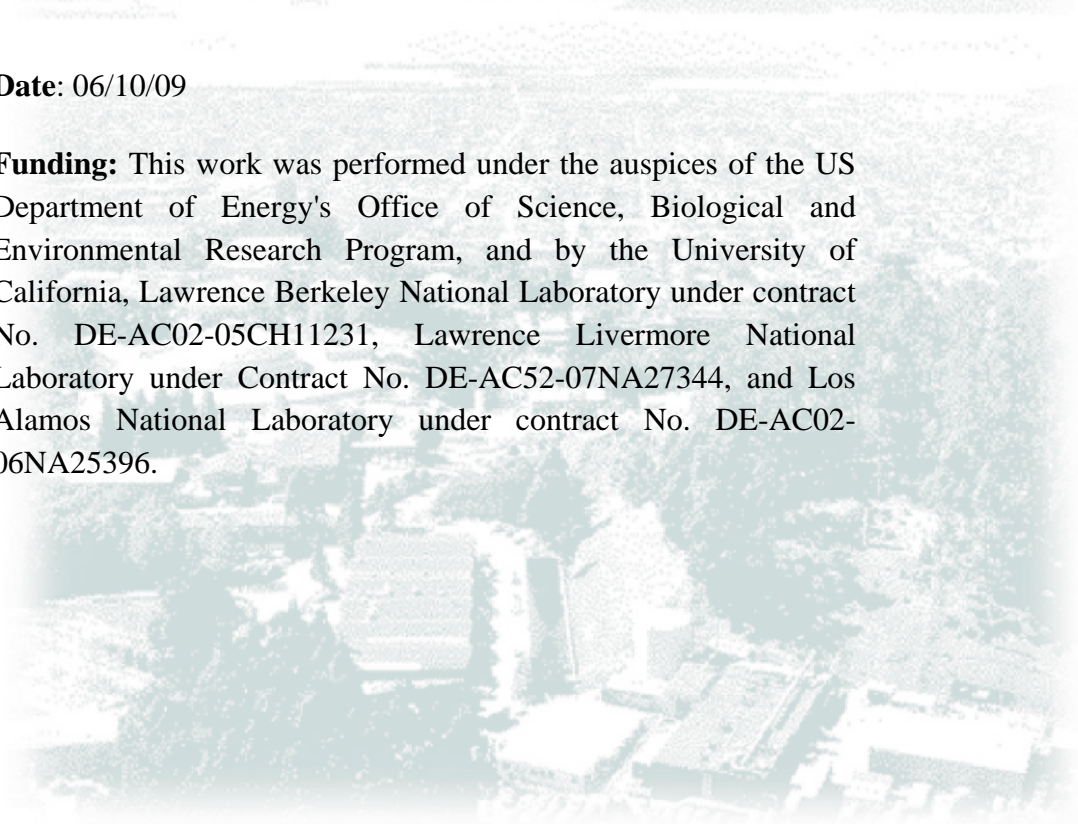 Date: 06/10/09
Funding: This work was performed under the auspices of the US
Department of Energy's Office of Science, Biological and
Environmental Research Program, and by the University of
California, Lawrence Berkeley National Laboratory under contract
No. DE-AC02-05CH11231, Lawrence Livermore National
Laboratory under Contract No. DE-AC52-07NA27344, and Los
Alamos National Laboratory under contract No. DE-AC02-
06NA25396.